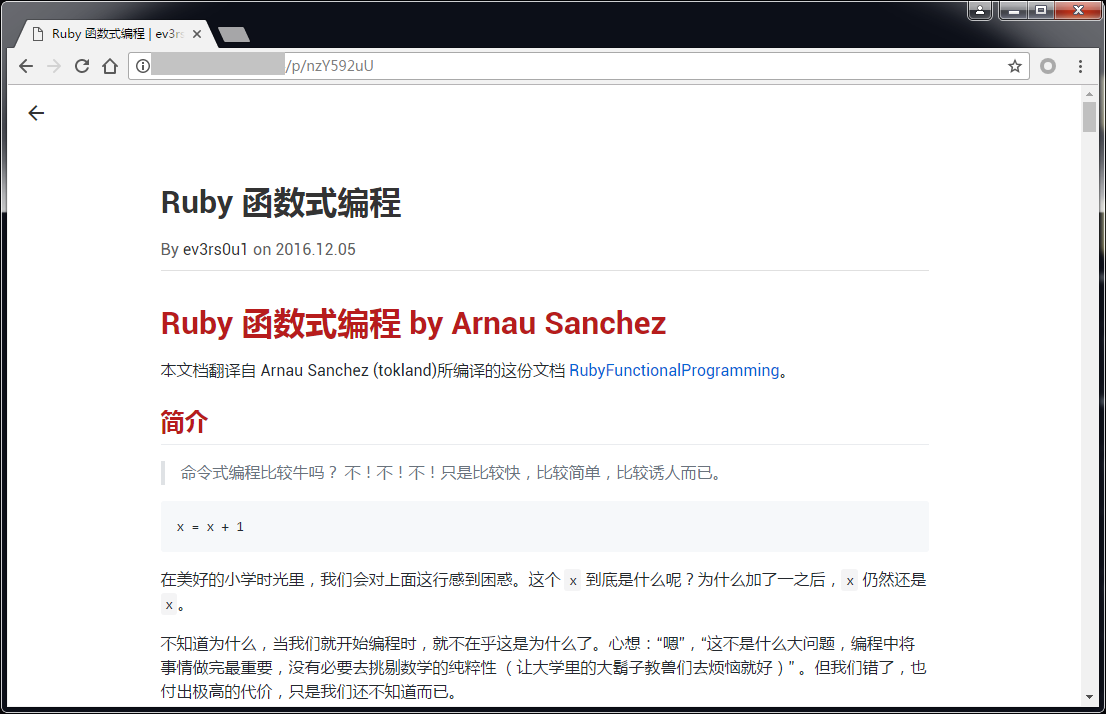 Ruby 函数式编程 | ev3rs
/p/nzY592uU
Ruby 函数式编程
By ev3rs0u1 on 2016.12.05
Ruby 函数式编程 by Arnau Sanchez
本文档翻译自 Arnau Sanchez (tokland)所编译的这份文档 RubyFunctionalProgramming。
简介
命令式编程比较牛吗？ 不！不！不！只是比较快，比较简单，比较诱人而已。
x = x + 1
在美好的小学时光里，我们会对上面这行感到困惑。这个 x 到底是什么呢？为什么加了一之后，x 仍然还是
x 。
不知道为什么，当我们就开始编程时，就不在乎这是为什么了。心想：“嗯”，“这不是什么大问题，编程中将
事情做完最重要，没有必要去挑剔数学的纯粹性（ 让大学里的大鬍子教兽们去烦恼就好 ）” 。但我们错了，也
付出极高的代价，只是我们还不知道而已。